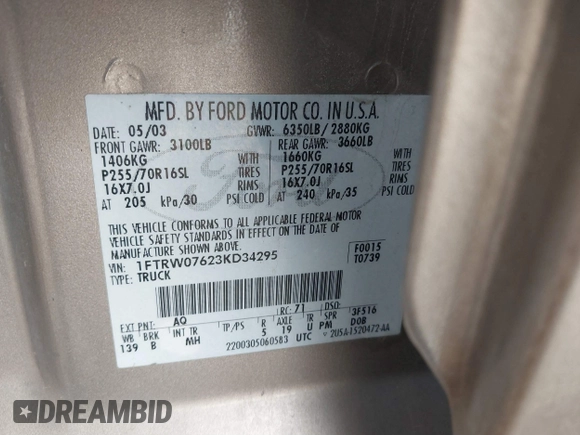 MFD. BY FORD MOTOR CO. IN U.S.A.
DATE: 05/03 GVWR: 6350LB/ 2880KG
FRONT GAWR: 3100LB REAR GAWR: 3660LB
1406KG WITH 1660KG WITH
P255/70R16SL TIRES P255/70R16SL TIRES
16X7.0J RIMS 16X7.0J RIMS
AT 205 kPa/30 PSI COLD AT 240 kPa/35 PSI COLD
THIS VEHICLE CONFORMS TO ALL APPLICABLE FEDERAL MOTOR
VEHICLE SAFETY STANDARDS IN EFFECT ON THE DATE OF
MANUFACTURE SHOWN ABOVE.
VIN: 1FTRW07623KD34295
TYPE: TRUCK
F0015
T0739
EXT PNT: AQ RC: 71 DSO: 3F516
WB BRK TP/PS R AXLE TR SPR DOB
139 B MH 5 19 U PM
2200305060583 UTC
Ford
DREAMBID